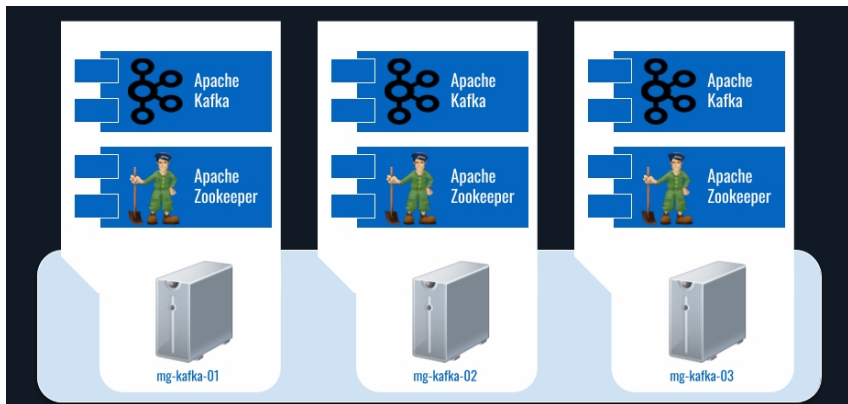 Apache
Kafka
Apache
Zookeeper
mg-kafka-01
Apache
Kafka
Apache
Zookeeper
mg-kafka-02
Apache
Kafka
Apache
Zookeeper
mg-kafka-03